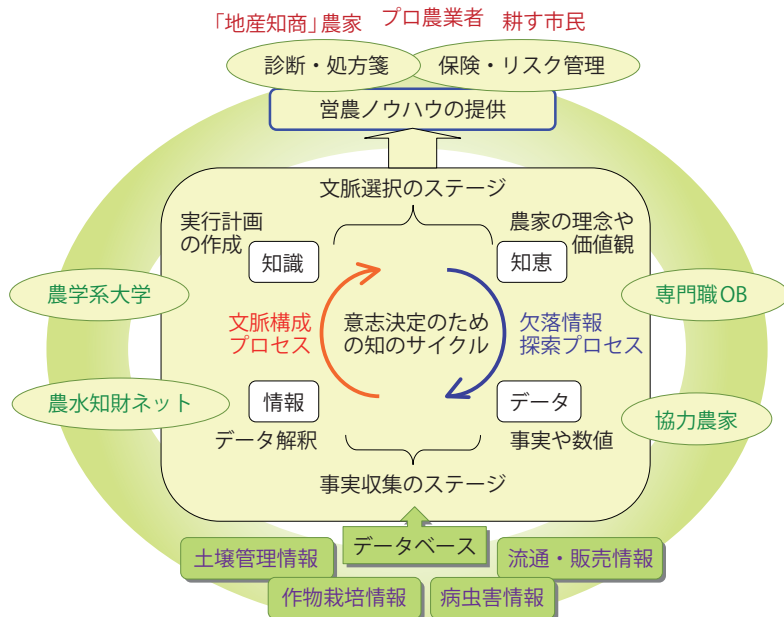 「地産知商」農家 プロ農業者 耕す市民
診断・処方箋
保険・リスク管理
営農ノウハウの提供
文脈選択のステージ
実行計画
の作成
農家の理念や
価値観
知識
知恵
農学系大学
専門職OB
文脈構成
プロセス
意志決定のため
の知のサイクル
欠落情報
探索プロセス
農水知財ネット
協力農家
情報
データ
データ解釈
事実や数値
事実収集のステージ
データベース
土壌管理情報
流通・販売情報
作物栽培情報
病虫害情報